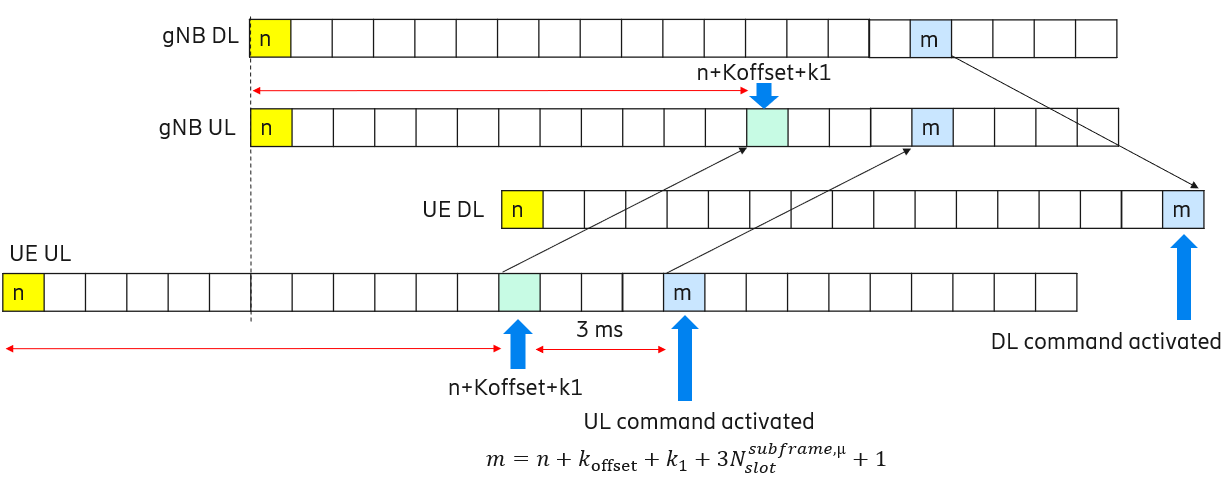 gNB DL n m
n+Koffset+k1
gNB UL n m
UE DL n m
UE UL
n m
3 ms
DL command activated
n+Koffset+k1
UL command activated
m = n + k_offset + k_1 + 3N_slot^subframe,μ + 1